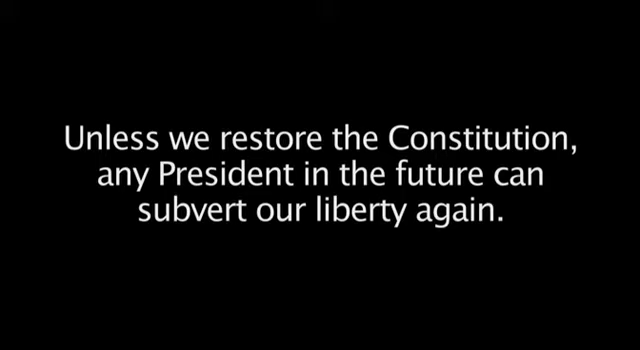 Unless we restore the Constitution,
any President in the future can
subvert our liberty again.